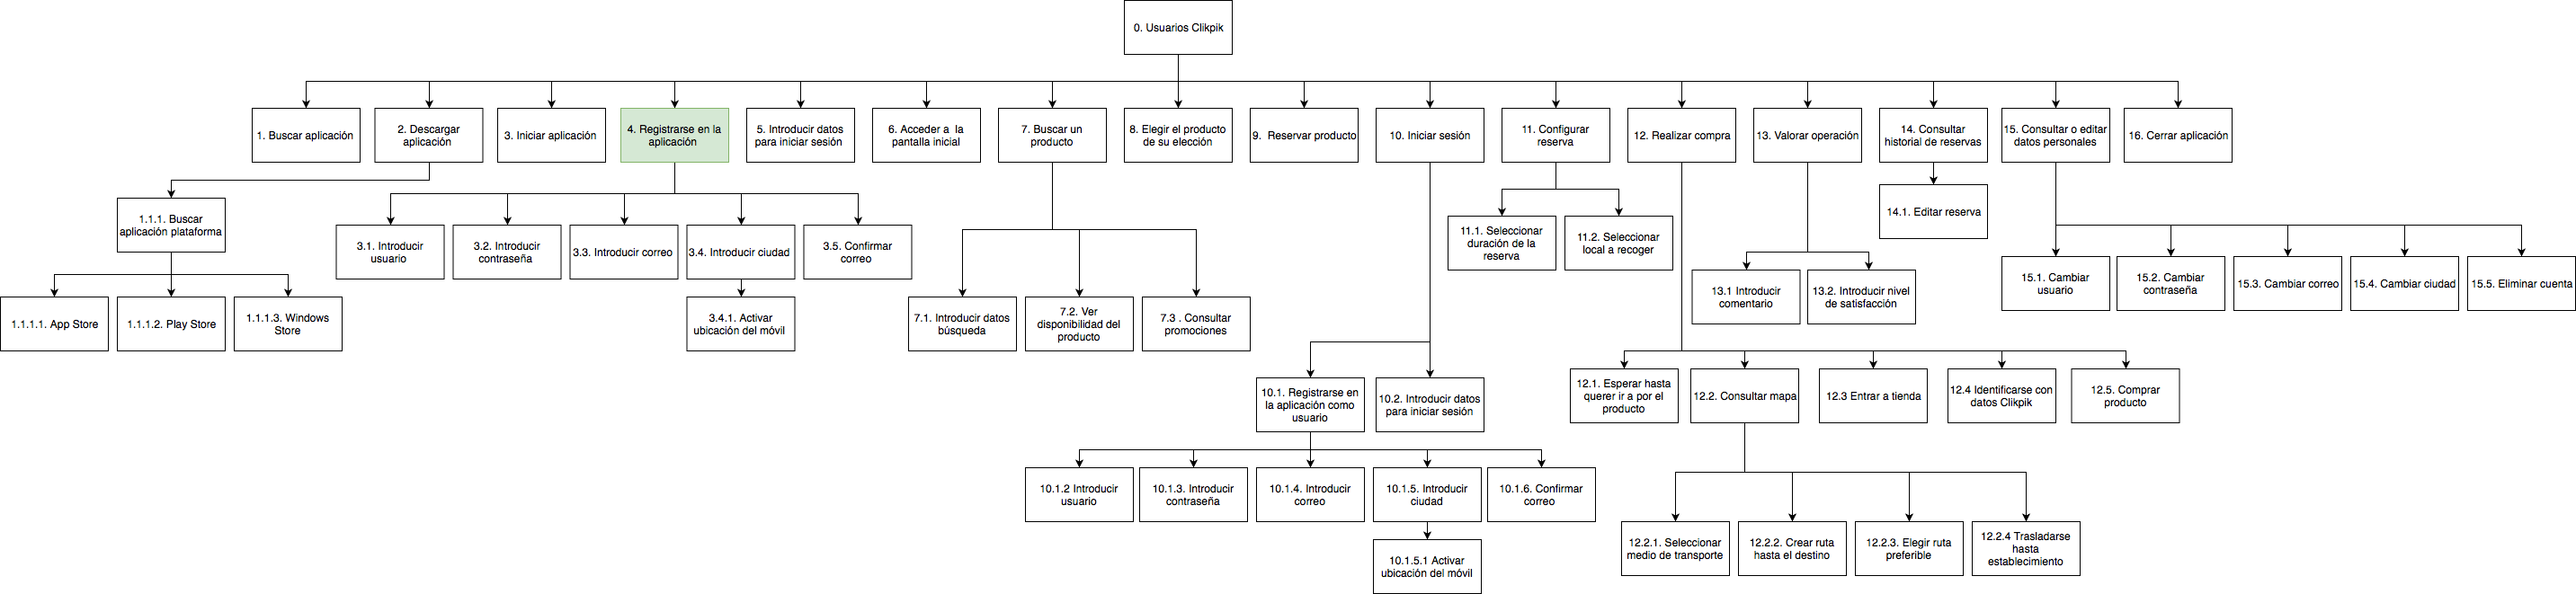 0. Usuarios Clikpik
1. Buscar aplicación
2. Descargar
aplicación
3. Iniciar aplicación
4. Registrarse en la
aplicación
5. Introducir datos
para iniciar sesión
6. Acceder a la
pantalla inicial
7. Buscar un
producto
8. Elegir el producto
de su elección
9. Reservar producto
10. Iniciar sesión
11. Configurar
reserva
12. Realizar compra
13. Valorar operación
14. Consultar
historial de reservas
15. Consultar o editar
datos personales
16. Cerrar aplicación
1.1.1. Buscar
aplicación plataforma
3.1. Introducir
usuario
3.2. Introducir
contraseña
3.3. Introducir correo
3.4. Introducir ciudad
3.5. Confirmar
correo
11.1. Seleccionar
duración de la
reserva
11.2. Seleccionar
local a recoger
14.1. Editar reserva
1.1.1.1. App Store
1.1.1.2. Play Store
1.1.1.3. Windows
Store
3.4.1. Activar
ubicación del móvil
7.1. Introducir datos
búsqueda
7.2. Ver
disponibilidad del
producto
7.3 . Consultar
promociones
13.1 Introducir
comentario
13.2. Introducir nivel
de satisfacción
15.1. Cambiar
usuario
15.2. Cambiar
contraseña
15.3. Cambiar correo
15.4. Cambiar ciudad
15.5. Eliminar cuenta
10.1. Registrarse en
la aplicación como
usuario
10.2. Introducir datos
para iniciar sesión
12.1. Esperar hasta
querer ir a por el
producto
12.2. Consultar mapa
12.3 Entrar a tienda
12.4 Identificarse con
datos Clikpik
12.5. Comprar
producto
10.1.2 Introducir
usuario
10.1.3. Introducir
contraseña
10.1.4. Introducir
correo
10.1.5. Introducir
ciudad
10.1.6. Confirmar
correo
10.1.5.1 Activar
ubicación del móvil
12.2.1. Seleccionar
medio de transporte
12.2.2. Crear ruta
hasta el destino
12.2.3. Elegir ruta
preferible
12.2.4 Trasladarse
hasta
establecimiento